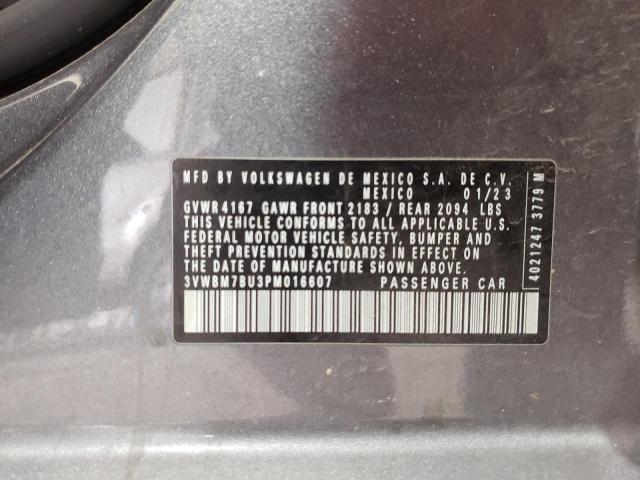 MFD BY VOLKSWAGEN DE MEXICO S.A. DE C.V.
MEXICO 01/23
GVWR 4167 GAWR FRONT 2183 / REAR 2094 LBS
THIS VEHICLE CONFORMS TO ALL APPLICABLE U.S.
FEDERAL MOTOR VEHICLE SAFETY, BUMPER AND
THEFT PREVENTION STANDARDS IN EFFECT ON
THE DATE OF MANUFACTURE SHOWN ABOVE.
3VWBM7BU3PM016607 PASSENGER CAR
4021247 3779 M